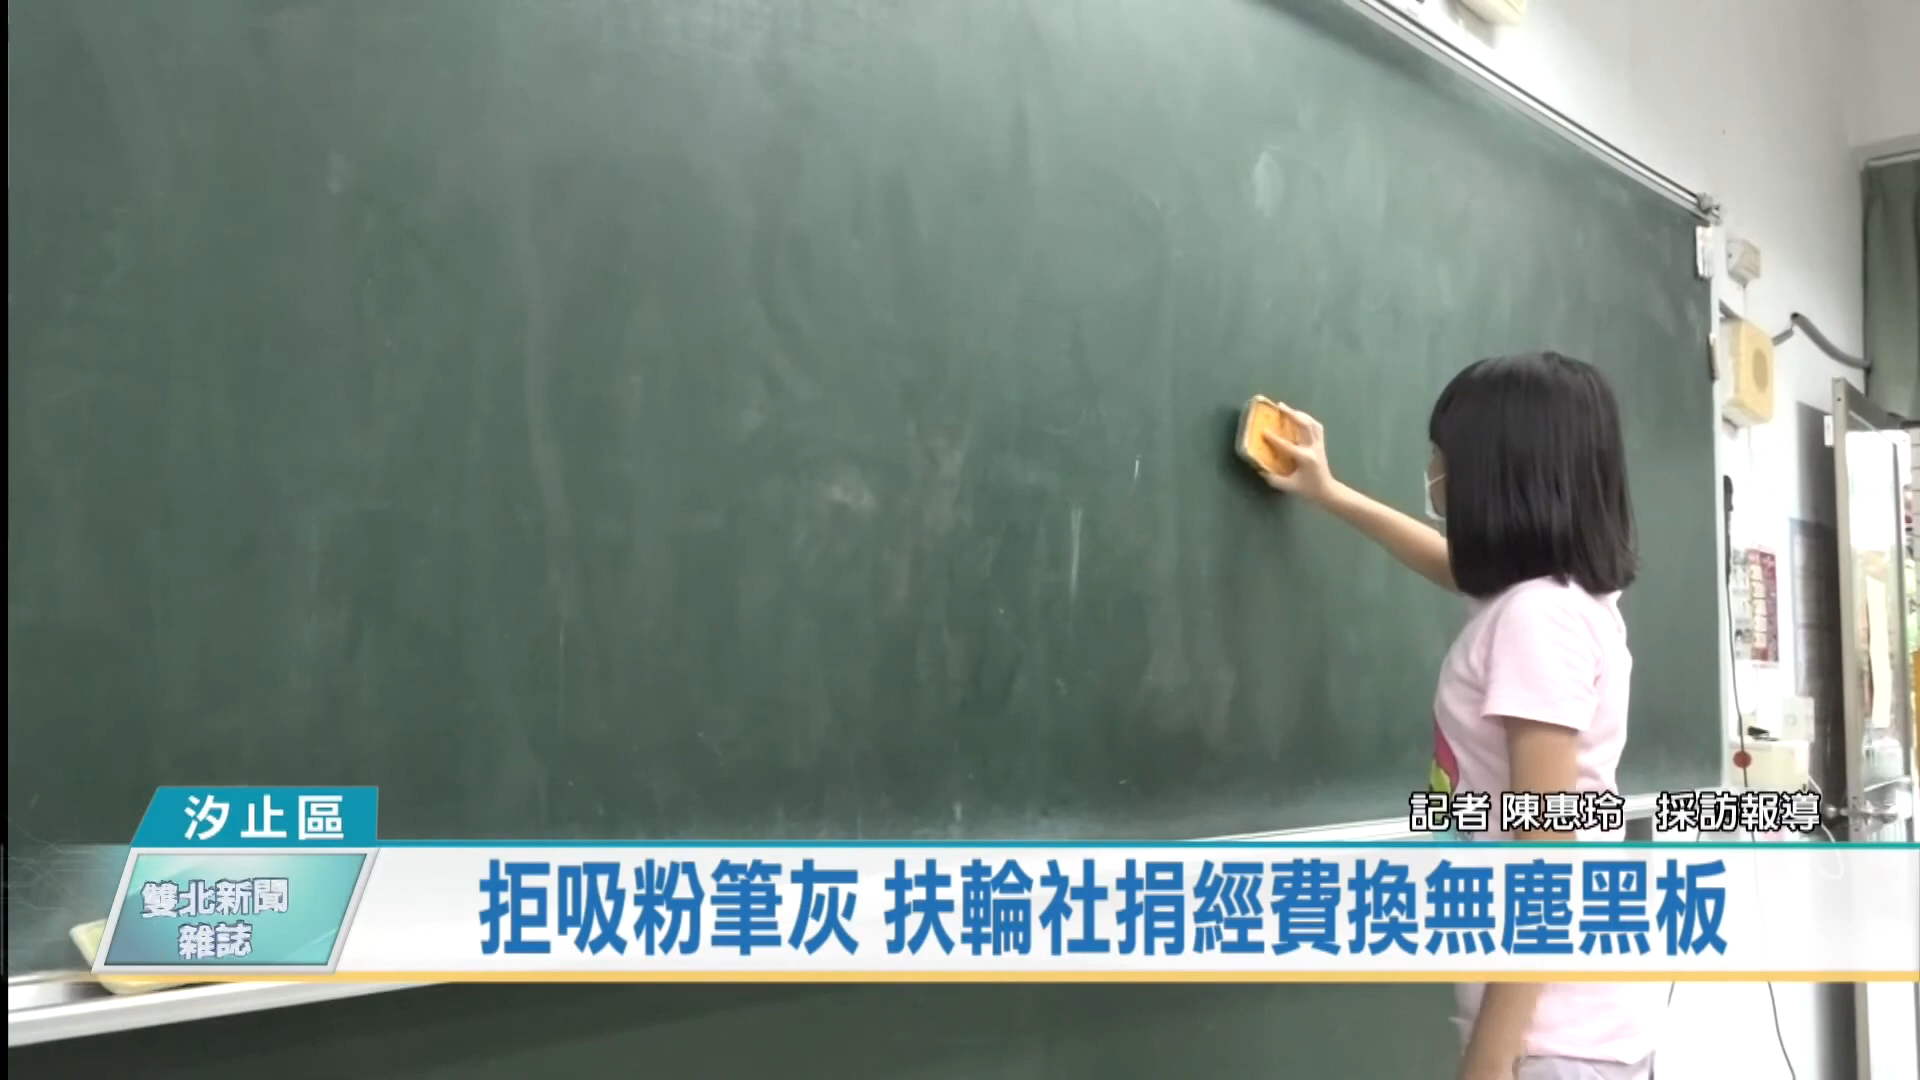 汐止區
記者 陳惠玲 採訪報導
雙北新聞
雜誌
拒吸粉筆灰 扶輪社捐經費換無塵黑板